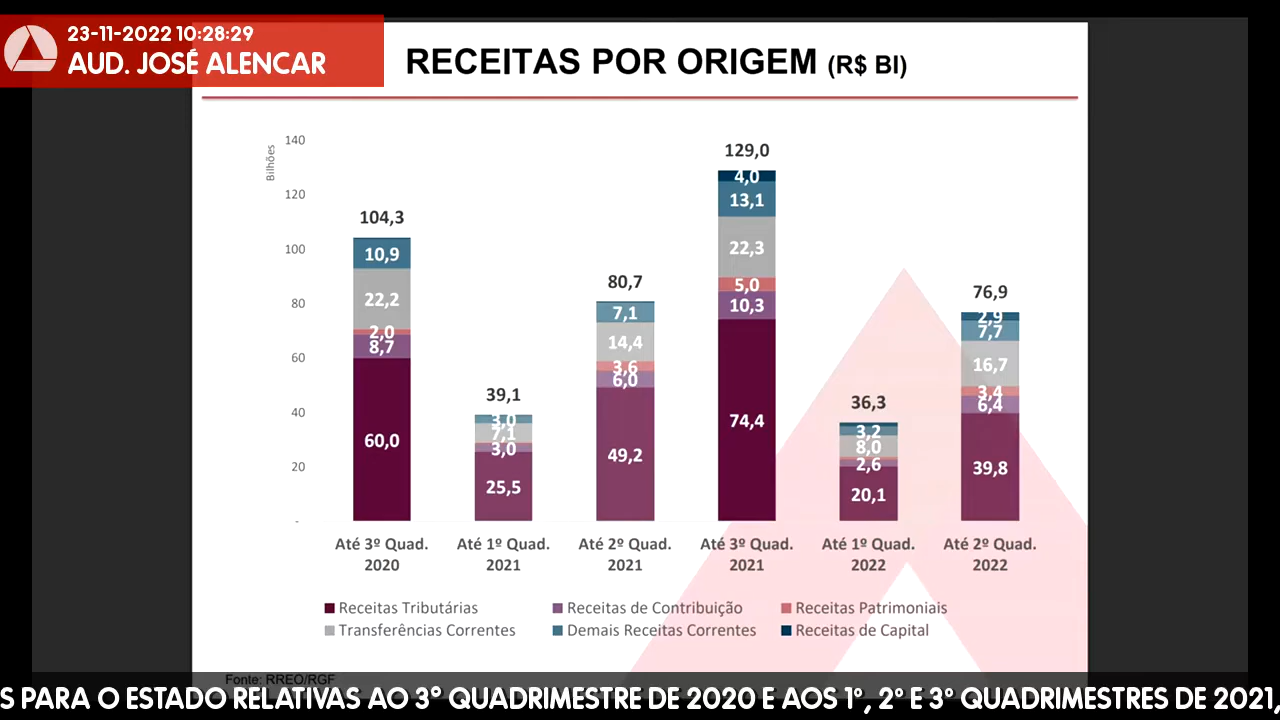 23-11-2022 10:28:29
AUD. JOSÉ ALENCAR
RECEITAS POR ORIGEM (R$ BI)
Bilhões
140
120
100
80
60
40
20
-
104,3
10,9
22,2
2,0
8,7
60,0
39,1
3,0
7,1
3,0
25,5
80,7
7,1
14,4
3,6
6,0
49,2
129,0
4,0
13,1
22,3
5,0
10,3
74,4
36,3
3,2
8,0
2,6
20,1
76,9
2,9
7,7
16,7
3,4
6,4
39,8
Até 3º Quad. 2020
Até 1º Quad. 2021
Até 2º Quad. 2021
Até 3º Quad. 2021
Até 1º Quad. 2022
Até 2º Quad. 2022
Receitas Tributárias
Receitas de Contribuição
Receitas Patrimoniais
Transferências Correntes
Demais Receitas Correntes
Receitas de Capital
Fonte: RREO/RGF
S PARA O ESTADO RELATIVAS AO 3º QUADRIMESTRE DE 2020 E AOS 1º, 2º E 3º QUADRIMESTRES DE 2021,